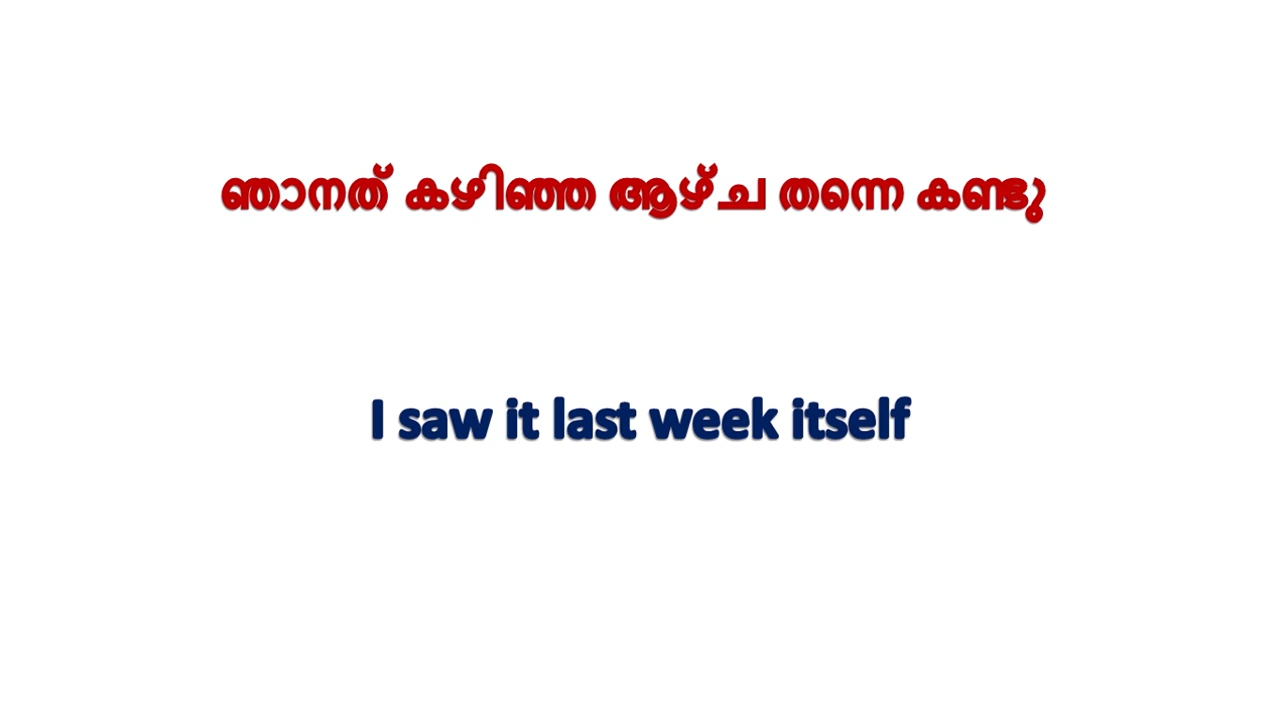 ഞാനത് കഴിഞ്ഞ ആഴ്ച തന്നെ കണ്ടു
I saw it last week itself